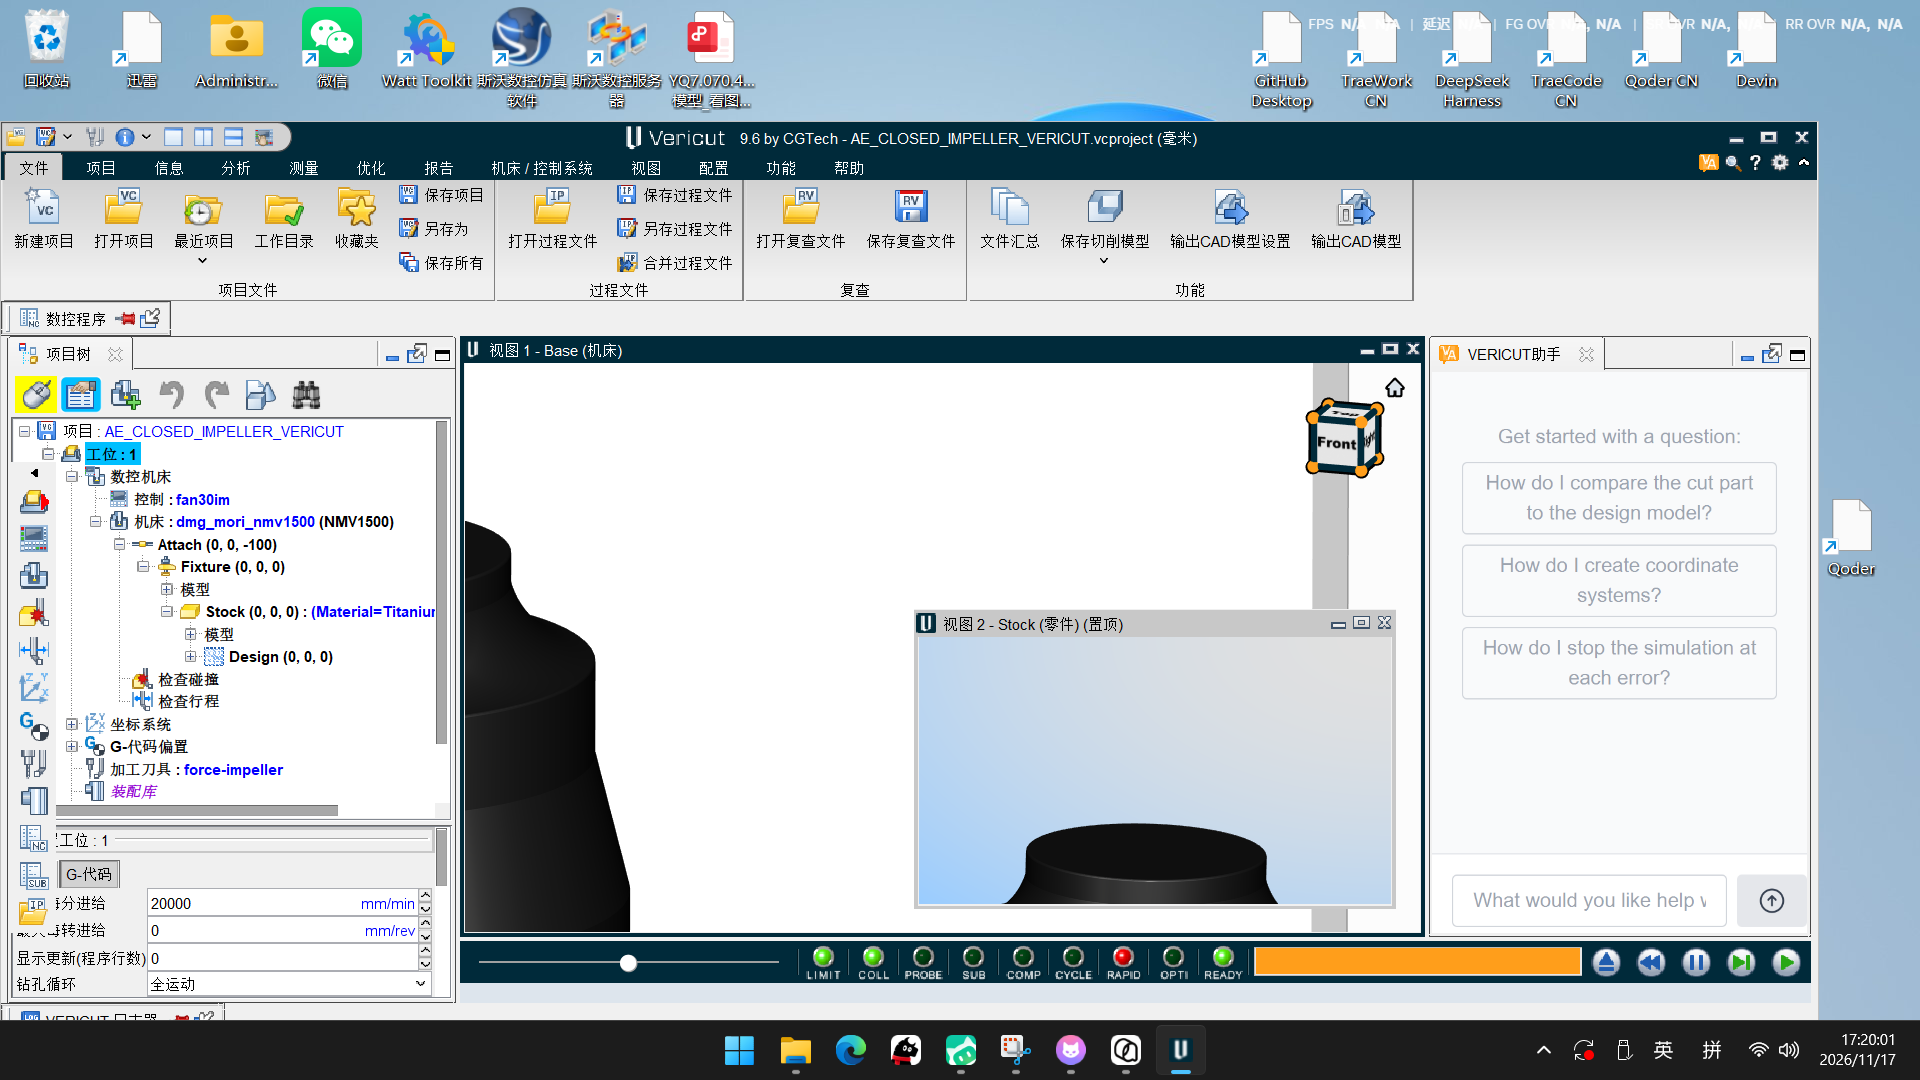 回收站
迅雷
Administr...
微信
Watt Toolkit
斯沃数控仿真
软件
斯沃数控服务
器
YQ7.070.4...
模型_看图...
GitHub
Desktop
TraeWork
CN
DeepSeek
Harness
TraeCode
CN
Qoder CN
Devin
FPS N/A
延迟
FG OVR
N/A
N/A,
RR OVR N/A, N/A
Vericut 9.6 by CGTech - AE_CLOSED_IMPELLER_VERICUT.vcproject (毫米)
文件 项目 信息 分析 测量 优化 报告 机床 / 控制系统 视图 配置 功能 帮助
新建项目
打开项目
最近项目
工作目录
收藏夹
保存项目
另存为
保存所有
项目文件
打开过程文件
保存过程文件
另存过程文件
合并过程文件
过程文件
打开复查文件
保存复查文件
复查
文件汇总
保存切削模型
输出CAD模型设置
输出CAD模型
功能
数控程序
项目树
项目 : AE_CLOSED_IMPELLER_VERICUT
工位 : 1
数控机床
控制 : fan30im
机床 : dmg_mori_nmv1500 (NMV1500)
Attach (0, 0, -100)
Fixture (0, 0, 0)
模型
Stock (0, 0, 0) : (Material=Titaniur
模型
Design (0, 0, 0)
检查碰撞
检查行程
坐标系统
G-代码偏置
加工刀具 : force-impeller
装配库
工位 : 1
G-代码
分进给 20000 mm/min
转进给 0 mm/rev
显示更新(程序行数) 0
钻孔循环 全运动
视图 1 - Base (机床)
Top
Front
Right
视图 2 - Stock (零件) (置顶)
LIMIT COLL PROBE SUB COMP CYCLE RAPID OPTI READY
VERICUT助手
Get started with a question:
How do I compare the cut part
to the design model?
How do I create coordinate
systems?
How do I stop the simulation at
each error?
What would you like help w
Qoder
英
拼
17:20:01
2026/11/17